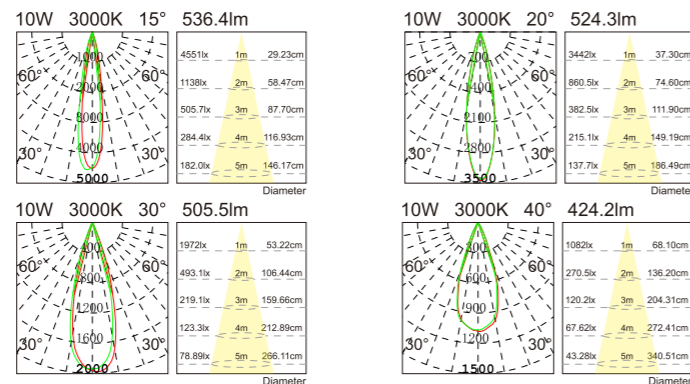 10W 3000K 15° 536.4lm
1000
2000
3000
4000
5000
60° 60°
30° 30°
4551lx 1m 29.23cm
1138lx 2m 58.47cm
505.7lx 3m 87.70cm
284.4lx 4m 116.93cm
182.0lx 5m 146.17cm
Diameter
10W 3000K 20° 524.3lm
700
1400
2100
2800
3500
60° 60°
30° 30°
3442lx 1m 37.30cm
860.5lx 2m 74.60cm
382.5lx 3m 111.90cm
215.1lx 4m 149.19cm
137.7lx 5m 186.49cm
Diameter
10W 3000K 30° 505.5lm
400
800
1200
1600
2000
60° 60°
30° 30°
1972lx 1m 53.22cm
493.1lx 2m 106.44cm
219.1lx 3m 159.66cm
123.3lx 4m 212.89cm
78.89lx 5m 266.11cm
Diameter
10W 3000K 40° 424.2lm
300
600
900
1200
1500
60° 60°
30° 30°
1082lx 1m 68.10cm
270.5lx 2m 136.20cm
120.2lx 3m 204.31cm
67.62lx 4m 272.41cm
43.28lx 5m 340.51cm
Diameter